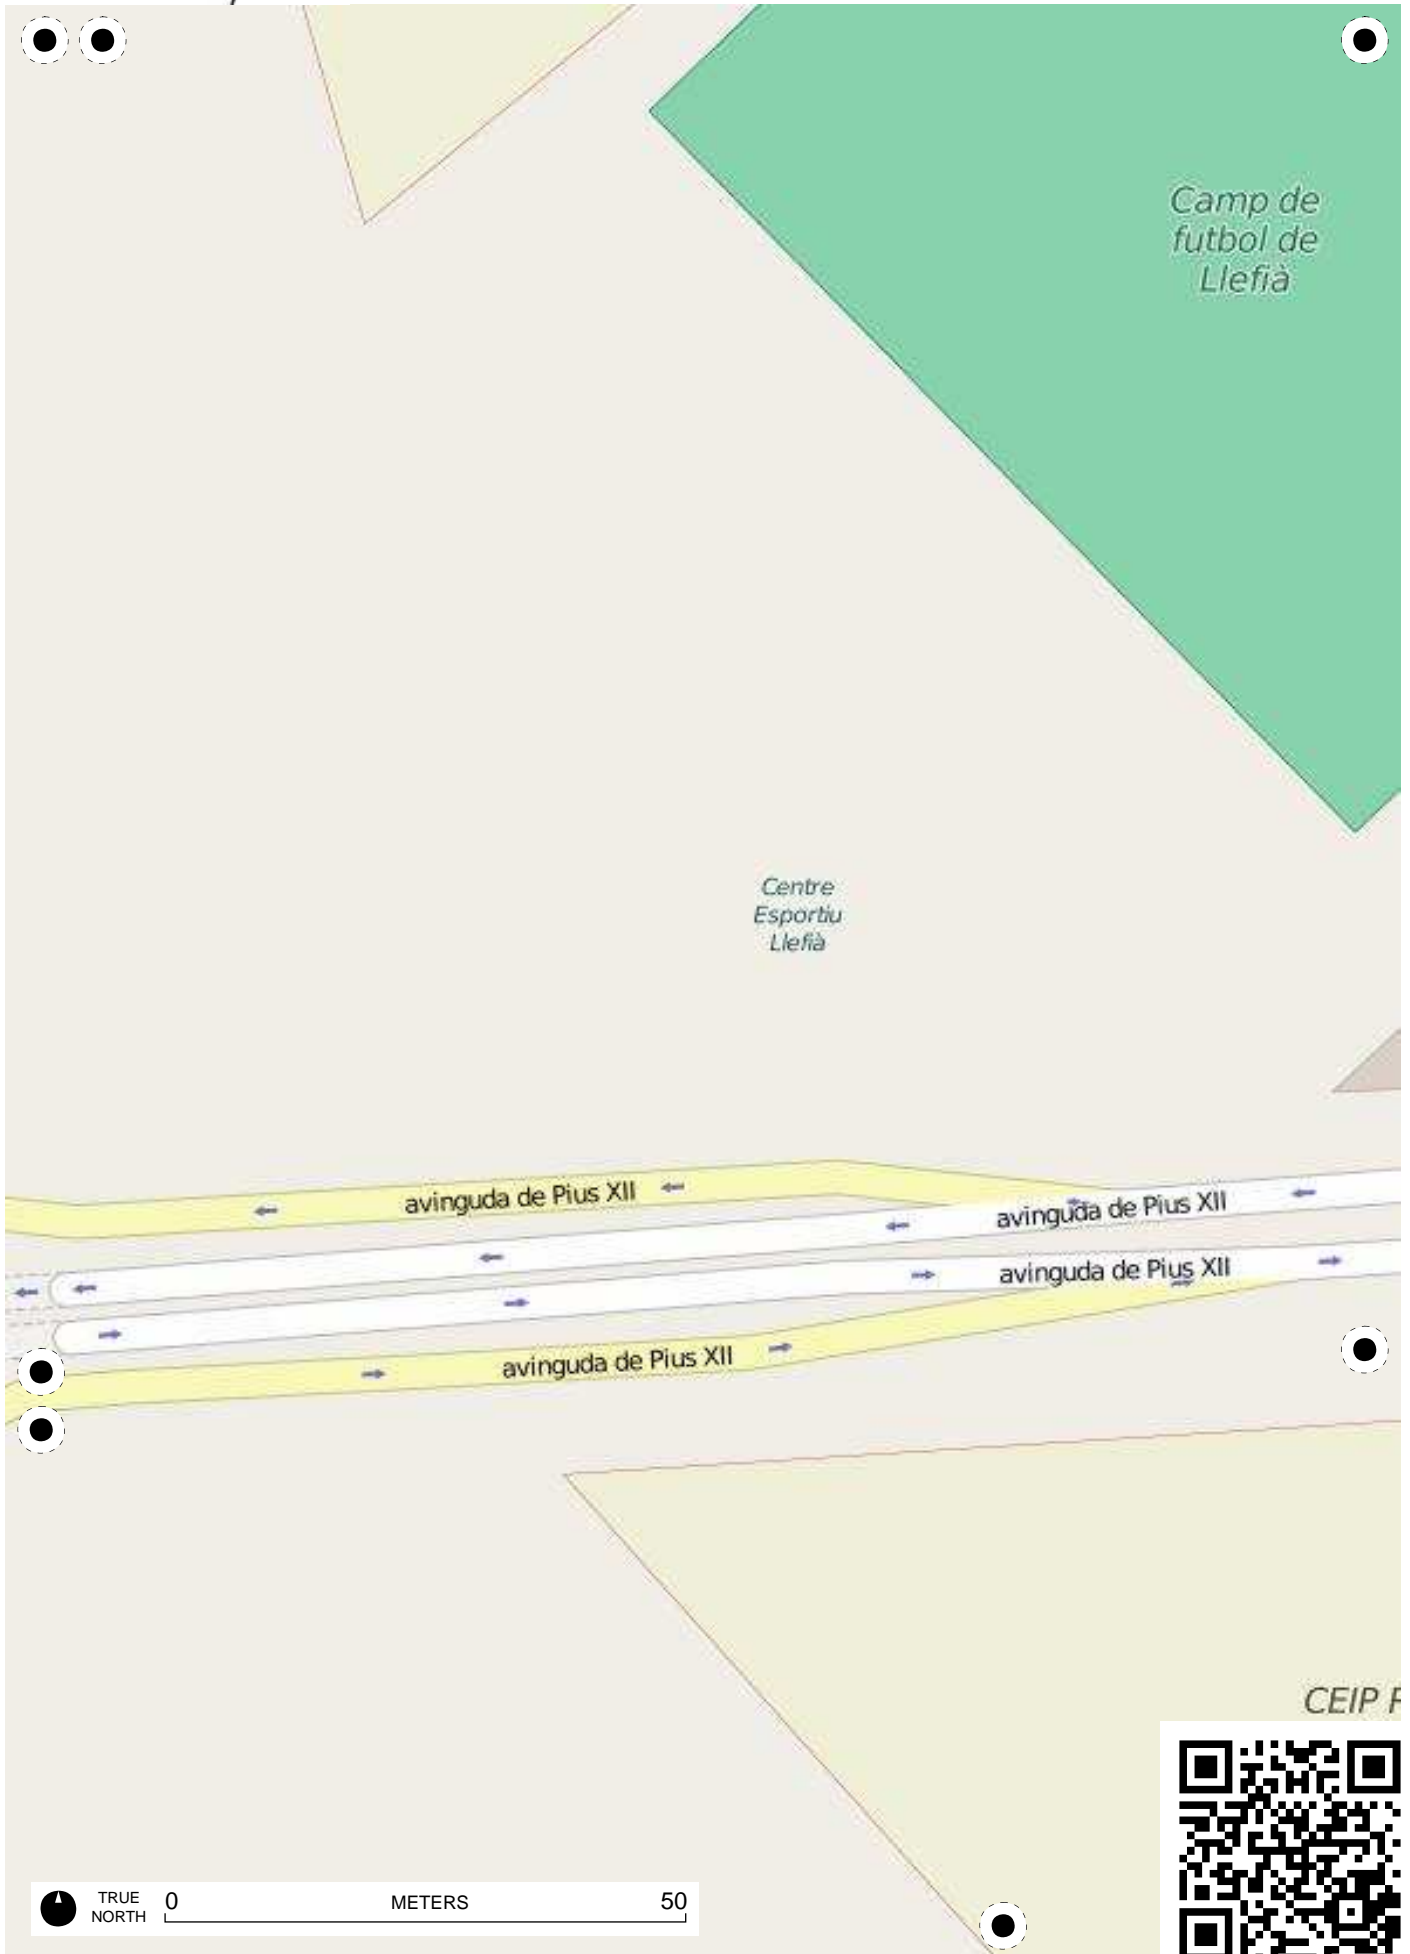 Camp de
futbol de
Llefià
Centre
Esportiu
Llefià
avinguda de Pius XII
avinguda de Pius XII
avinguda de Pius XII
avinguda de Pius XII
CEIP
TRUE
NORTH
0 METERS 50